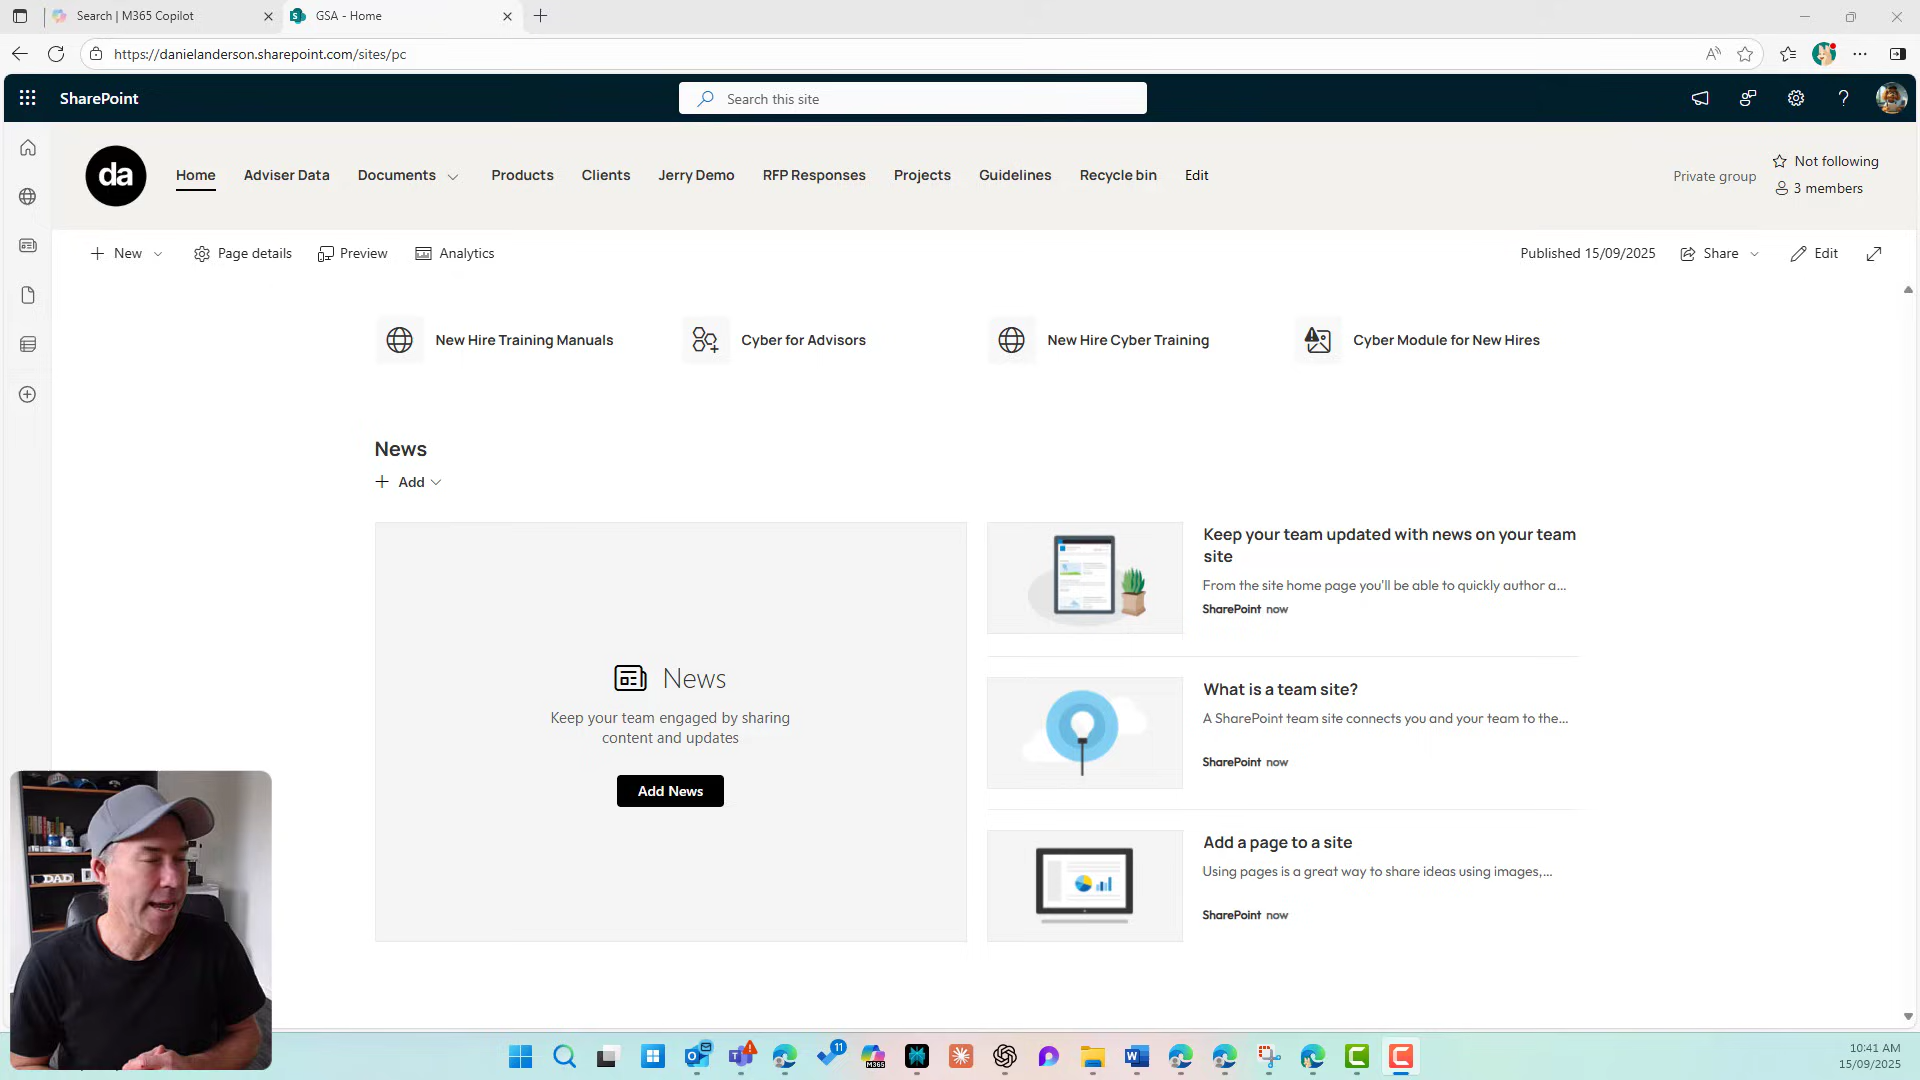 Search | M365 Copilot
GSA - Home
https://danielanderson.sharepoint.com/sites/pc
SharePoint
Search this site
da
Home
Adviser Data
Documents
Products
Clients
Jerry Demo
RFP Responses
Projects
Guidelines
Recycle bin
Edit
Private group
Not following
3 members
New
Page details
Preview
Analytics
Published 15/09/2025
Share
Edit
New Hire Training Manuals
Cyber for Advisors
New Hire Cyber Training
Cyber Module for New Hires
News
Add
News
Keep your team engaged by sharing
content and updates
Add News
Keep your team updated with news on your team
site
From the site home page you'll be able to quickly author a...
SharePoint now
What is a team site?
A SharePoint team site connects you and your team to the...
SharePoint now
Add a page to a site
Using pages is a great way to share ideas using images,...
SharePoint now
DAD
11
M365
10:41 AM
15/09/2025